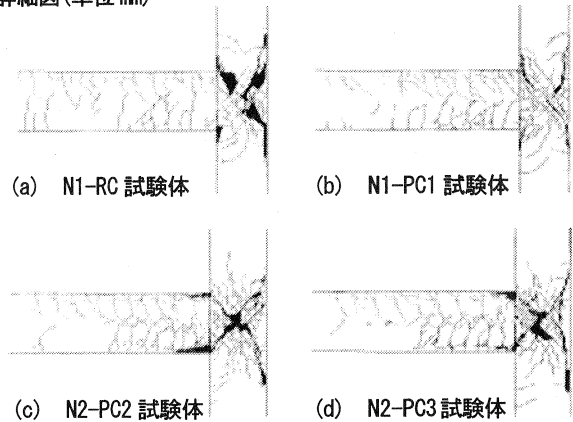 詳細図(単位 mm)
(a) N1-RC 試験体
(b) N1-PC1 試験体
(c) N2-PC2 試験体
(d) N2-PC3 試験体